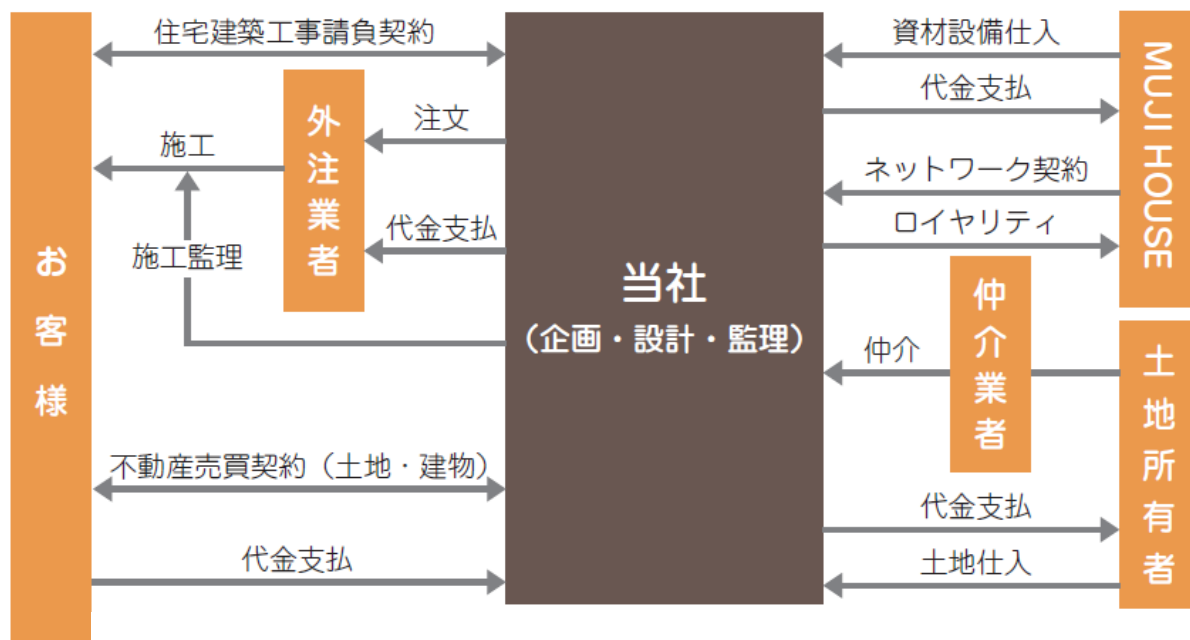 住宅建築工事請負契約
資材設備仕入
代金支払
注文
施工
外注業者
ネットワーク契約
代金支払
ロイヤリティ
施工監理
MUJI HOUSE
お客様
当社
（企画・設計・監理）
仲介業者
仲介
土地所有者
不動産売買契約（土地・建物）
代金支払
代金支払
土地仕入